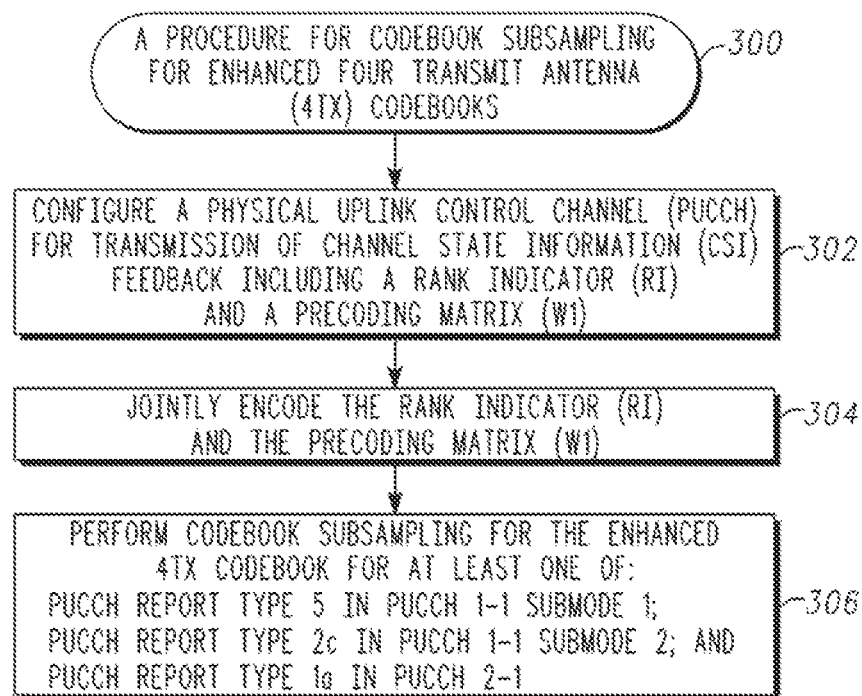 A PROCEDURE FOR CODEBOOK SUBSAMPLING
FOR ENHANCED FOUR TRANSMIT ANTENNA
(4TX) CODEBOOKS
300
CONFIGURE A PHYSICAL UPLINK CONTROL CHANNEL (PUCCH)
FOR TRANSMISSION OF CHANNEL STATE INFORMATION (CSI)
FEEDBACK INCLUDING A RANK INDICATOR (RI)
AND A PRECODING MATRIX (W1)
302
JOINTLY ENCODE THE RANK INDICATOR (RI)
AND THE PRECODING MATRIX (W1)
304
PERFORM CODEBOOK SUBSAMPLING FOR THE ENHANCED
4TX CODEBOOK FOR AT LEAST ONE OF:
PUCCH REPORT TYPE 5 IN PUCCH 1-1 SUBMODE 1;
PUCCH REPORT TYPE 2c IN PUCCH 1-1 SUBMODE 2; AND
PUCCH REPORT TYPE 1a IN PUCCH 2-1
306